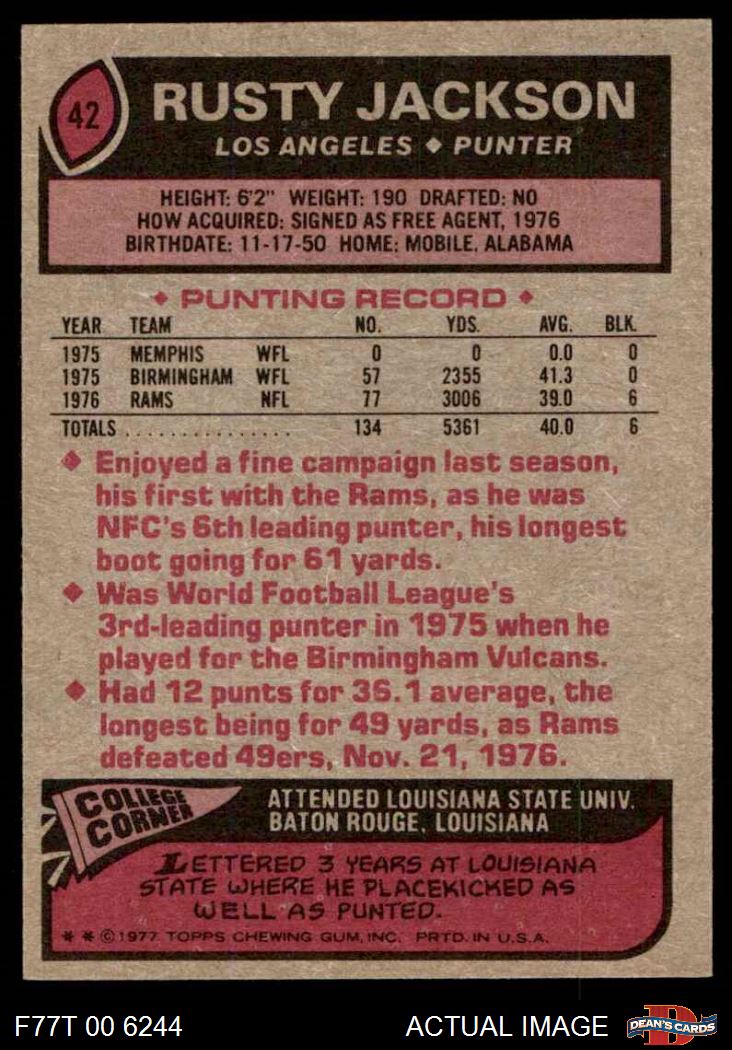 42
RUSTY JACKSON
LOS ANGELES ◆ PUNTER
HEIGHT: 6'2" WEIGHT: 190 DRAFTED: NO
HOW ACQUIRED: SIGNED AS FREE AGENT, 1976
BIRTHDATE: 11-17-50 HOME: MOBILE, ALABAMA
◆ PUNTING RECORD ◆
YEAR TEAM NO. YDS. AVG. BLK.
1975 MEMPHIS WFL 0 0 0.0 0
1975 BIRMINGHAM WFL 57 2355 41.3 0
1976 RAMS NFL 77 3006 39.0 6
TOTALS . . . . . . . . . . . . . . . 134 5361 40.0 6
◆ Enjoyed a fine campaign last season,
his first with the Rams, as he was
NFC's 6th leading punter, his longest
boot going for 61 yards.
◆ Was World Football League's
3rd-leading punter in 1975 when he
played for the Birmingham Vulcans.
◆ Had 12 punts for 36.1 average, the
longest being for 49 yards, as Rams
defeated 49ers, Nov. 21, 1976.
COLLEGE
CORNER
ATTENDED LOUISIANA STATE UNIV.
BATON ROUGE, LOUISIANA
LETTERED 3 YEARS AT LOUISIANA
STATE WHERE HE PLACEKICKED AS
WELL AS PUNTED.
* * © 1977 TOPPS CHEWING GUM, INC. PRTD. IN U.S.A.
F77T 00 6244 ACTUAL IMAGE
D
DEAN'S CARDS